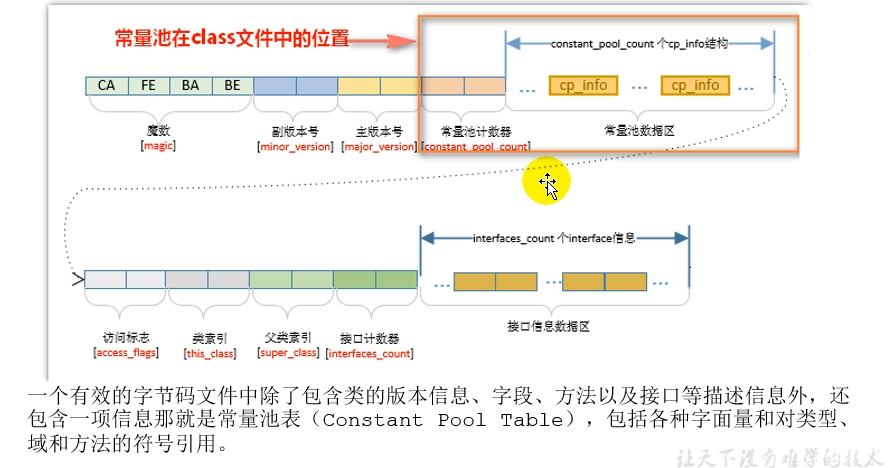 常量池在class文件中的位置
constant_pool_count 个cp_info结构
CA FE BA BE
… cp_info … cp_info …
魔数 副版本号 主版本号 常量池计数器 常量池数据区
[magic] [minor_version] [major_version] [constant_pool_count]
interfaces_count 个interface信息
… … …
访问标志 类索引 父类索引 接口计数器 接口信息数据区
[access_flags] [this_class] [super_class] [interfaces_count]
一个有效的字节码文件中除了包含类的版本信息、字段、方法以及接口等描述信息外，还
包含一项信息那就是常量池表（Constant Pool Table），包括各种字面量和对类型、
域和方法的符号引用。
让天下没有难学的技术